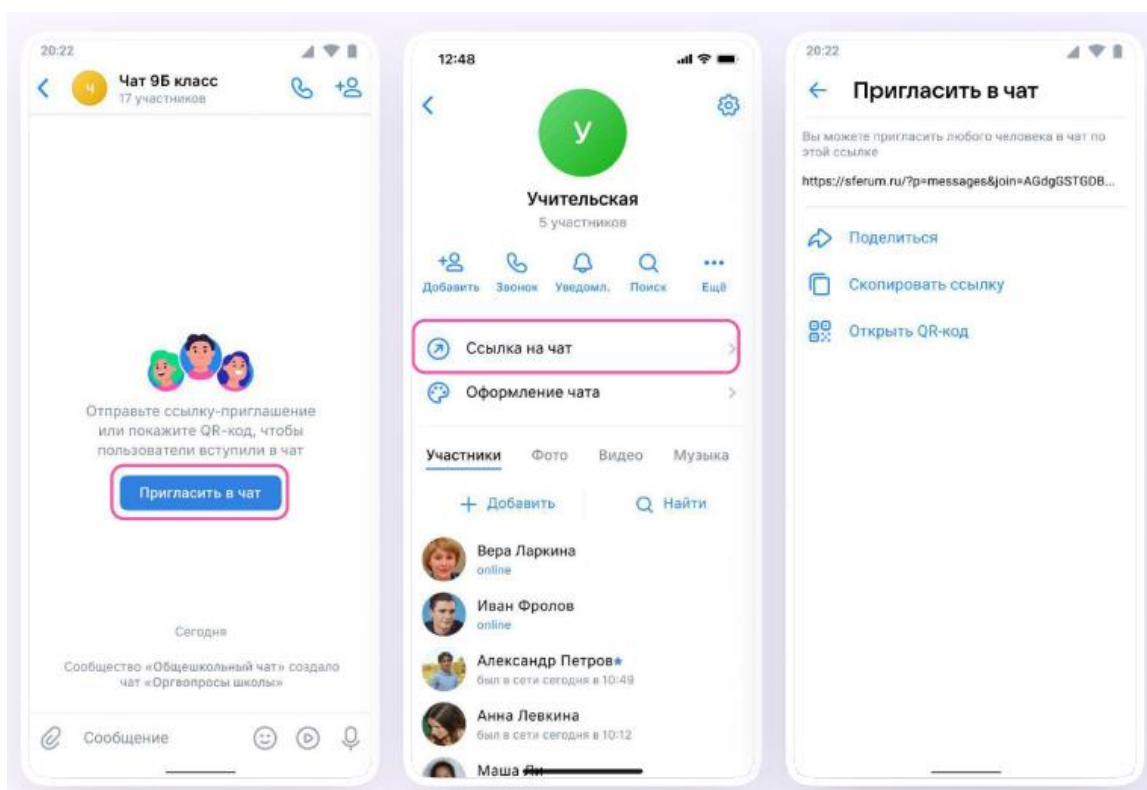 20:22
Ч
Чат 9Б класс
17 участников
Отправьте ссылку-приглашение
или покажите QR-код, чтобы
пользователи вступили в чат
Пригласить в чат
Сегодня
Сообщество «Общешкольный чат» создало
чат «Оргвопросы школы»
Сообщение
12:48
У
Учительская
5 участников
Добавить Звонок Уведомл. Поиск Ещё
Ссылка на чат
Оформление чата
Участники Фото Видео Музыка
Добавить Найти
Вера Ларкина
online
Иван Фролов
online
Александр Петров
был в сети сегодня в 10:49
Анна Левкина
был в сети сегодня в 10:12
Маша Ли
20:22
Пригласить в чат
Вы можете пригласить любого человека в чат по
этой ссылке
https://sferum.ru/?p=messages&join=AGdgGSTGDB...
Поделиться
Скопировать ссылку
Открыть QR-код